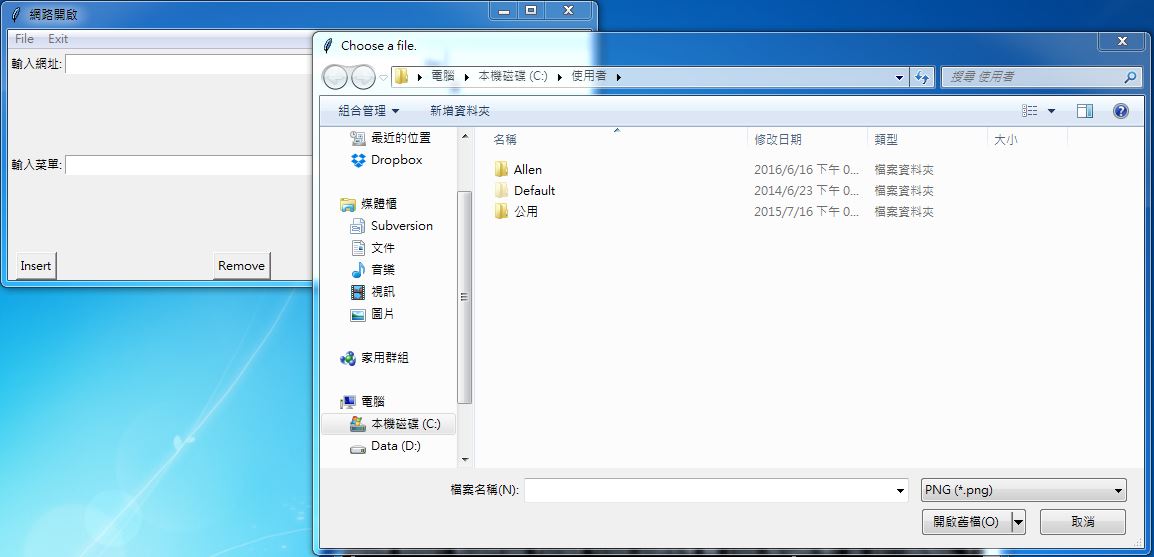 網路開啟
File Exit
輸入網址:
輸入菜單:
Insert Remove
Choose a file.
電腦 本機磁碟 (C:) 使用者
搜尋 使用者
組合管理 新增資料夾
最近的位置
Dropbox
媒體櫃
Subversion
文件
音樂
視訊
圖片
家用群組
電腦
本機磁碟 (C:)
Data (D:)
名稱 修改日期 類型 大小
Allen 2016/6/16 下午 0... 檔案資料夾
Default 2014/6/23 下午 0... 檔案資料夾
公用 2015/7/16 下午 0... 檔案資料夾
檔案名稱(N): PNG (*.png)
開啟舊檔(O) 取消